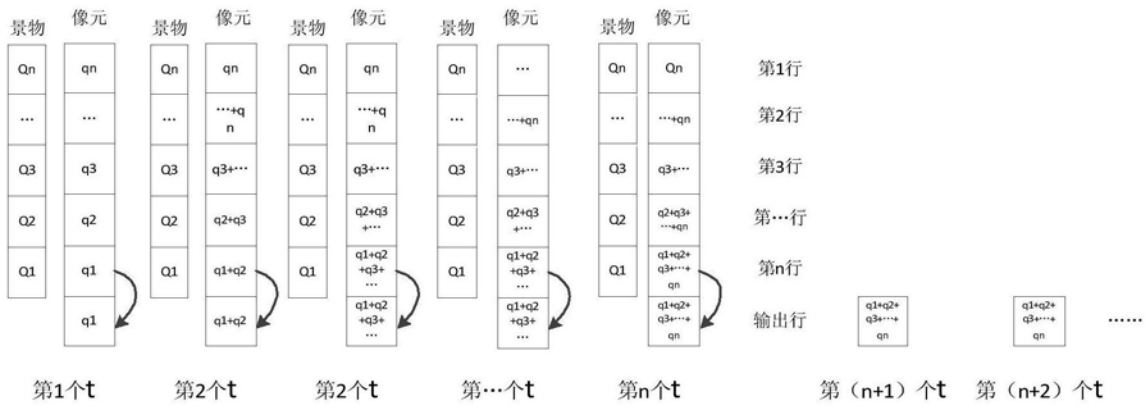 景物 像元 景物 像元 景物 像元 景物 像元 景物 像元
Qn qn Qn qn Qn qn Qn … Qn Qn 第1行
… … … …+q … …+q … …+qn … …+qn 第2行
n n
Q3 q3 Q3 q3+… Q3 q3+… Q3 q3+… Q3 q3+… 第3行
Q2 q2 Q2 q2+q3 Q2 q2+q3 Q2 q2+q3 Q2 q2+q3+ 第…行
+… +… …+qn
Q1 q1 Q1 q1+q2 Q1 q1+q2 Q1 q1+q2 Q1 q1+q2+ 第n行
+q3+ +q3+ q3+…+
… … qn
q1 q1+q2 q1+q2 q1+q2 q1+q2+ 输出行 q1+q2+ q1+q2+ ……
+q3+ +q3+ q3+…+ q3+…+ q3+…+
… … qn qn qn
第1个t 第2个t 第2个t 第…个t 第n个t 第（n+1）个t 第（n+2）个t